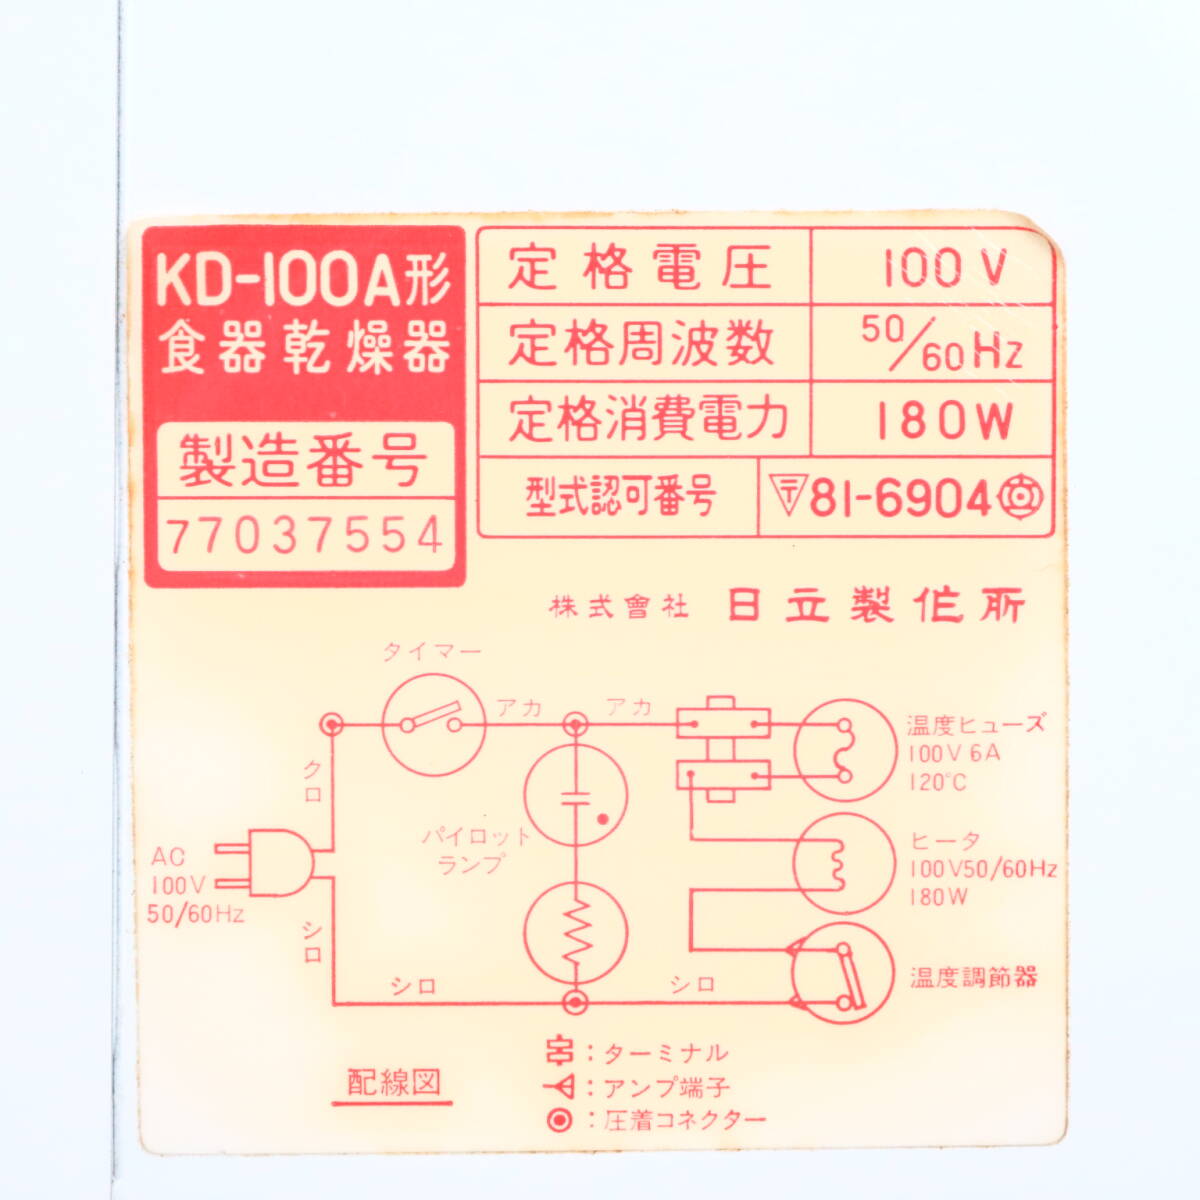 KD-100A形
食器乾燥器
製造番号
77037554
定格電圧 100V
定格周波数 50/60Hz
定格消費電力 180W
型式認可番号 〒81-6904
株式會社 日立製作所
タイマー
アカ
アカ
クロ
パイロット
ランプ
温度ヒューズ
100V 6A
120℃
ヒータ
100V50/60Hz
180W
AC
100V
50/60Hz
シロ
シロ
シロ
温度調節器
配線図
：ターミナル
：アンプ端子
：圧着コネクター